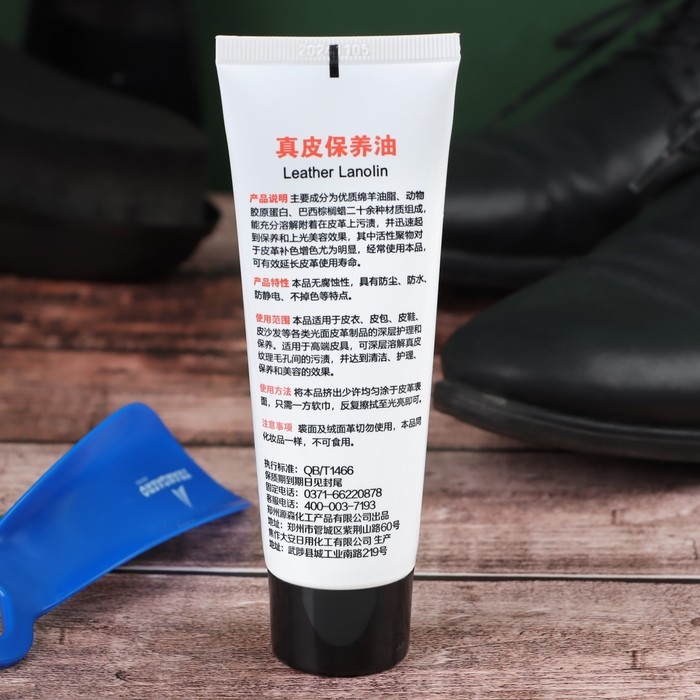 20241105
真皮保养油
Leather Lanolin
产品说明 主要成分为优质绵羊油脂、动物
胶原蛋白、巴西棕榈蜡二十余种材质组成，
能充分溶解附着在皮革上污渍，并迅速起
到保养和上光美容效果，其中活性聚物对
于皮革补色增色尤为明显，经常使用本品，
可有效延长皮革使用寿命。
产品特性 本品无腐蚀性，具有防尘、防水、
防静电、不掉色等特点。
使用范围 本品适用于皮衣、皮包、皮鞋、
皮沙发等各类光面皮革制品的深层护理和
保养。适用于高端皮具，可深层溶解真皮
纹理毛孔间的污渍，并达到清洁、护理、
保养和美容的效果。
使用方法 将本品挤出少许均匀涂于皮革表
面，只需一方软巾，反复擦拭至光亮即可。
注意事项 裘面及绒面革切勿使用，本品同
化妆品一样，不可食用。
执行标准：QB/T1466
保质期到期日见封尾
固定电话：0371-66220878
客服电话：400-003-7193
郑州源森化工产品有限公司出品
地址：郑州市管城区紫荆山路60号
焦作大安日用化工有限公司 生产
地址：武陟县城工业南路219号